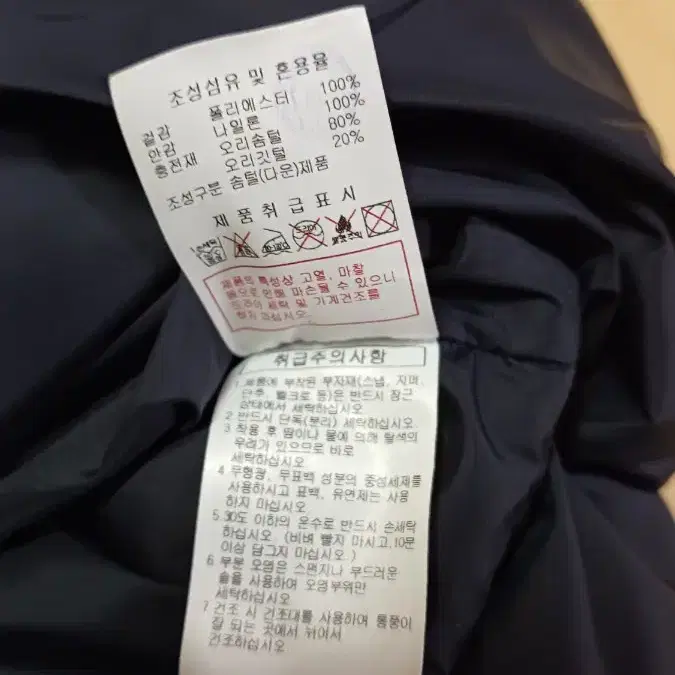 조성섬유 및 혼용율
겉감 폴리에스터 100%
안감 나일론 100%
충전재 오리솜털 80%
오리깃털 20%
조성구분 솜털(다운)제품
제 품 취 급 표 시
손세탁
드라이
제품의 특성상 고열, 마찰
등으로 인해 파손될 수 있으니
드라이 세탁 및 기계건조를
하지 마십시오.
취급주의사항
1.제품에 부착된 부자재(스냅, 지퍼,
단추, 벨크로 등)은 반드시 잠근
상태에서 세탁하십시오
2. 반드시 단독(분리) 세탁하십시오.
3 착용 후 땀이나 물에 의해 탈색의
우려가 있으므로 바로
세탁하십시오
4 무형광, 무표백 성분의 중성세제를
사용하시고 표백, 유연제는 사용
하지 마십시오
5.30도 이하의 온수로 반드시 손세탁
하십시오. (비벼 빨지 마시고,10분
이상 담그지 마십시오.)
6 부분 오염은 스펀지나 부드러운
솔을 사용하여 오염부위만
세탁하십시오
7 건조 시 건조대를 사용하여 통풍이
잘 되는 곳에서 뉘어서
건조하십시오